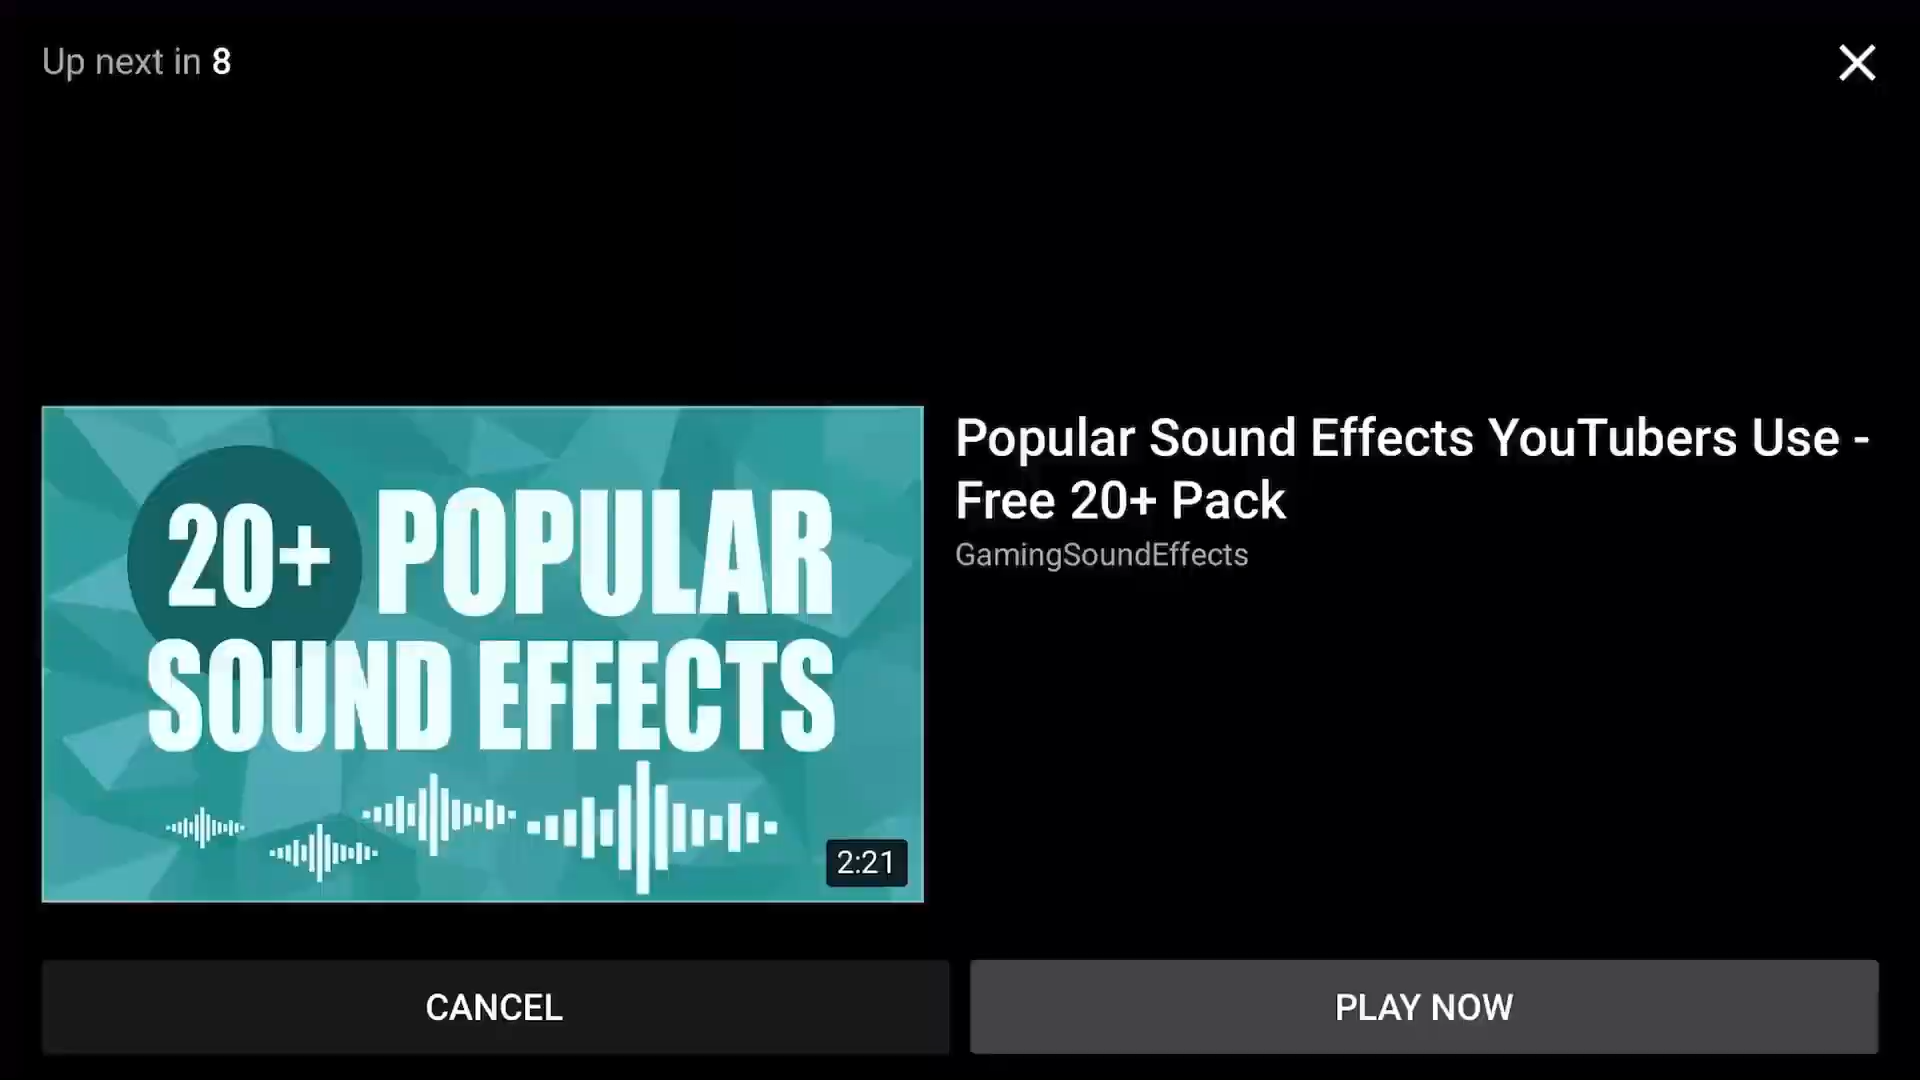 Up next in 8
20+ POPULAR
SOUND EFFECTS
2:21
Popular Sound Effects YouTubers Use -
Free 20+ Pack
GamingSoundEffects
CANCEL
PLAY NOW